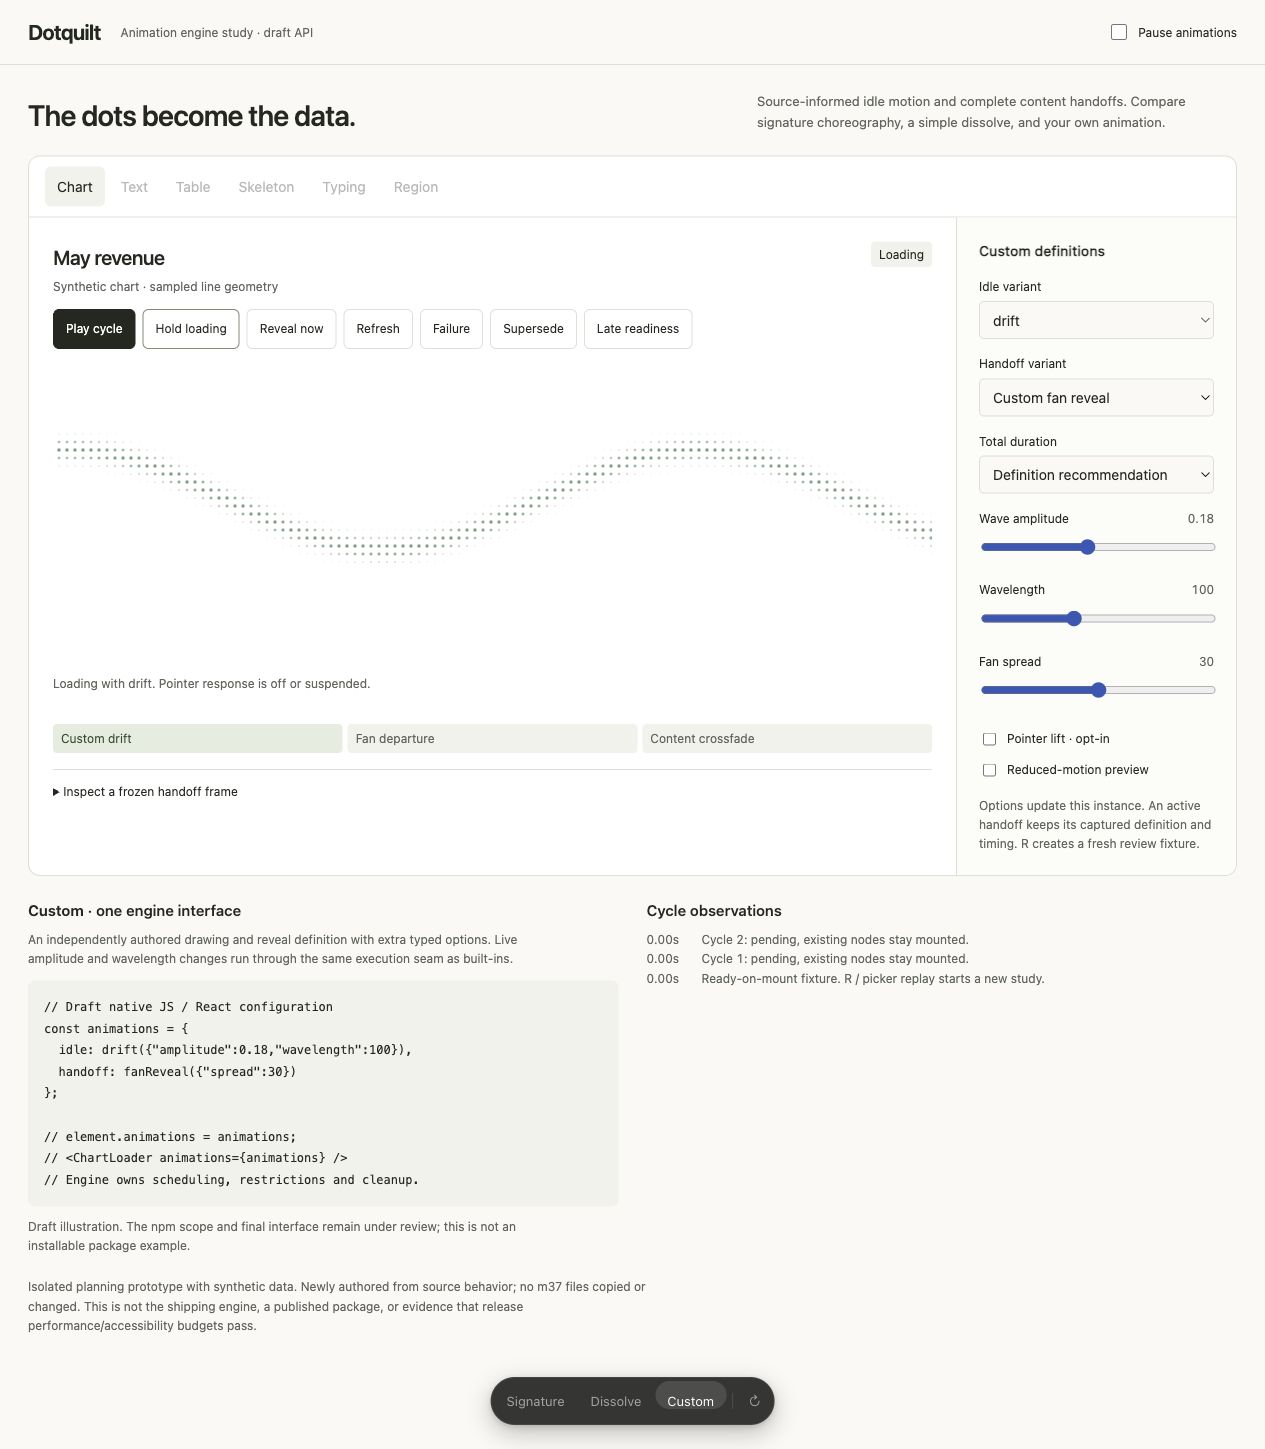 Dotquilt
Animation engine study · draft API
Pause animations
The dots become the data.
Source-informed idle motion and complete content handoffs. Compare
signature choreography, a simple dissolve, and your own animation.
Chart
Text
Table
Skeleton
Typing
Region
May revenue
Loading
Synthetic chart · sampled line geometry
Play cycle
Hold loading
Reveal now
Refresh
Failure
Supersede
Late readiness
Loading with drift. Pointer response is off or suspended.
Custom drift
Fan departure
Content crossfade
Inspect a frozen handoff frame
Custom definitions
Idle variant
drift
Handoff variant
Custom fan reveal
Total duration
Definition recommendation
Wave amplitude 0.18
Wavelength 100
Fan spread 30
Pointer lift · opt-in
Reduced-motion preview
Options update this instance. An active
handoff keeps its captured definition and
timing. R creates a fresh review fixture.
Custom · one engine interface
An independently authored drawing and reveal definition with extra typed options. Live
amplitude and wavelength changes run through the same execution seam as built-ins.
// Draft native JS / React configuration
const animations = {
  idle: drift({"amplitude":0.18,"wavelength":100}),
  handoff: fanReveal({"spread":30})
};
// element.animations = animations;
// <ChartLoader animations={animations} />
// Engine owns scheduling, restrictions and cleanup.
Draft illustration. The npm scope and final interface remain under review; this is not an
installable package example.
Cycle observations
0.00s Cycle 2: pending, existing nodes stay mounted.
0.00s Cycle 1: pending, existing nodes stay mounted.
0.00s Ready-on-mount fixture. R / picker replay starts a new study.
Isolated planning prototype with synthetic data. Newly authored from source behavior; no m37 files copied or
changed. This is not the shipping engine, a published package, or evidence that release
performance/accessibility budgets pass.
Signature
Dissolve
Custom